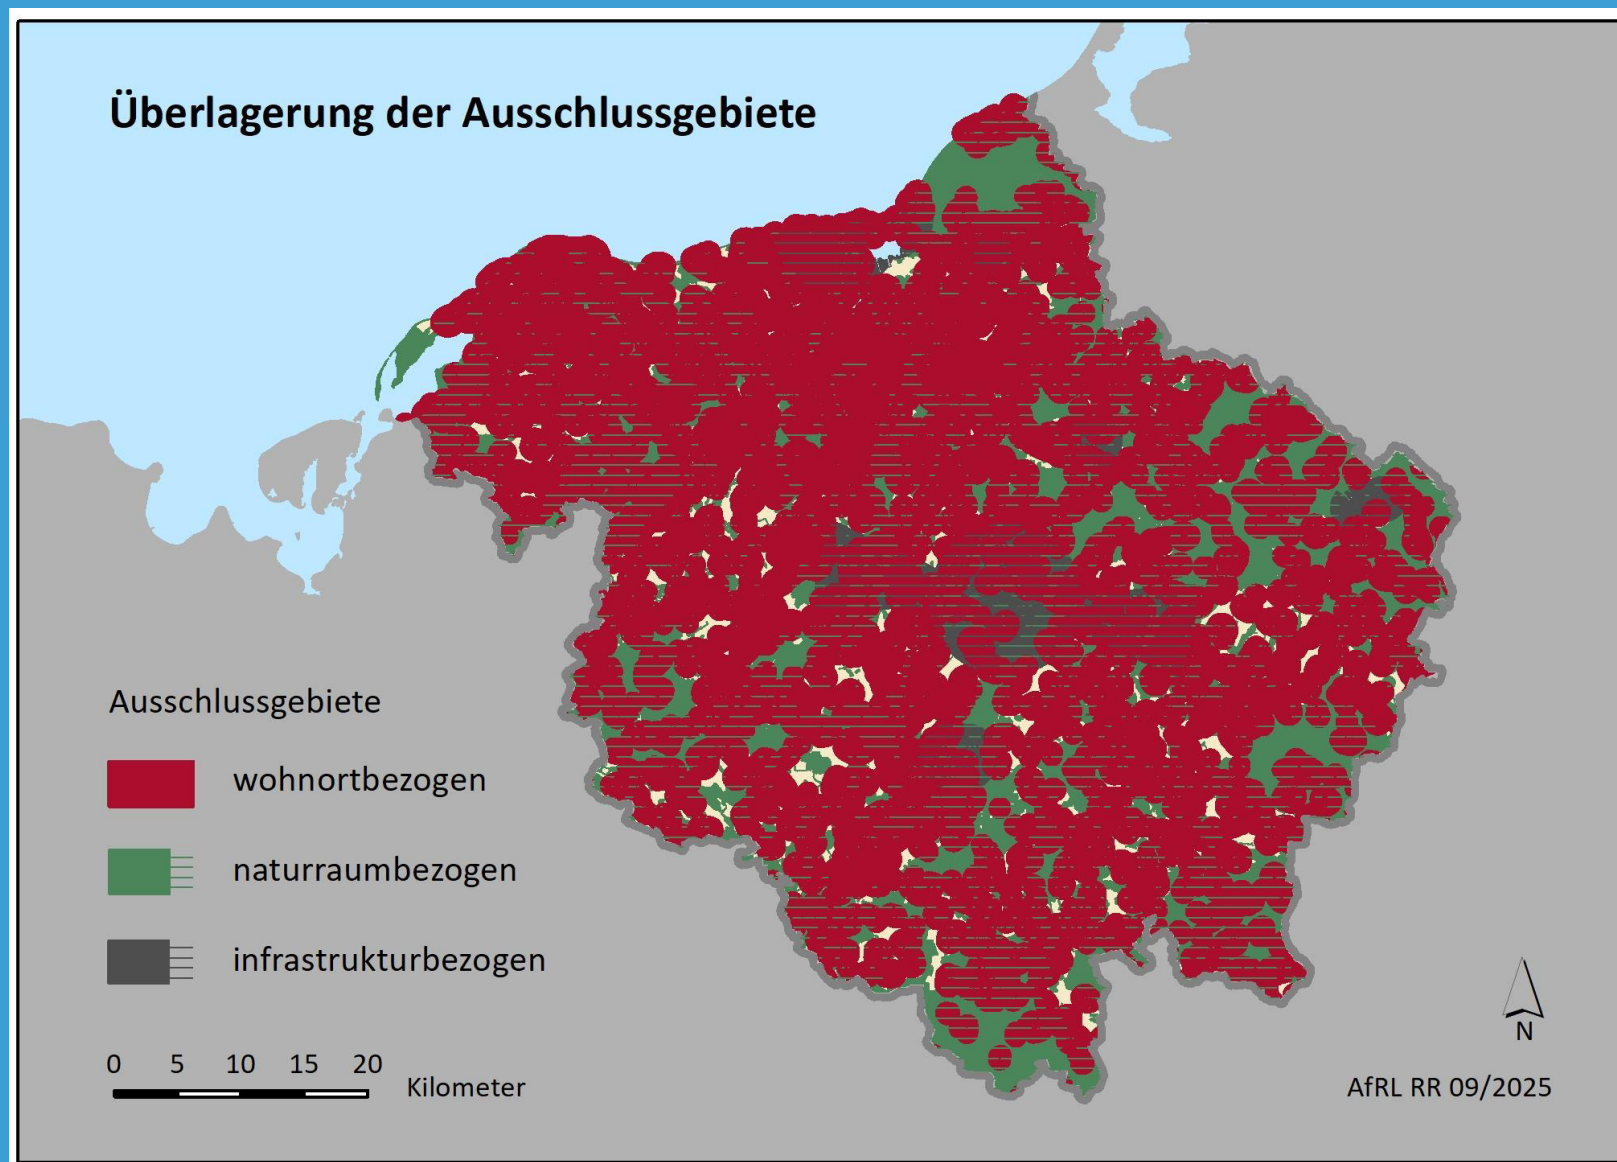 Überlagerung der Ausschlussgebiete
Ausschlussgebiete
wohnortbezogen
naturraumbezogen
infrastrukturbezogen
0 5 10 15 20
Kilometer
N
AfRL RR 09/2025